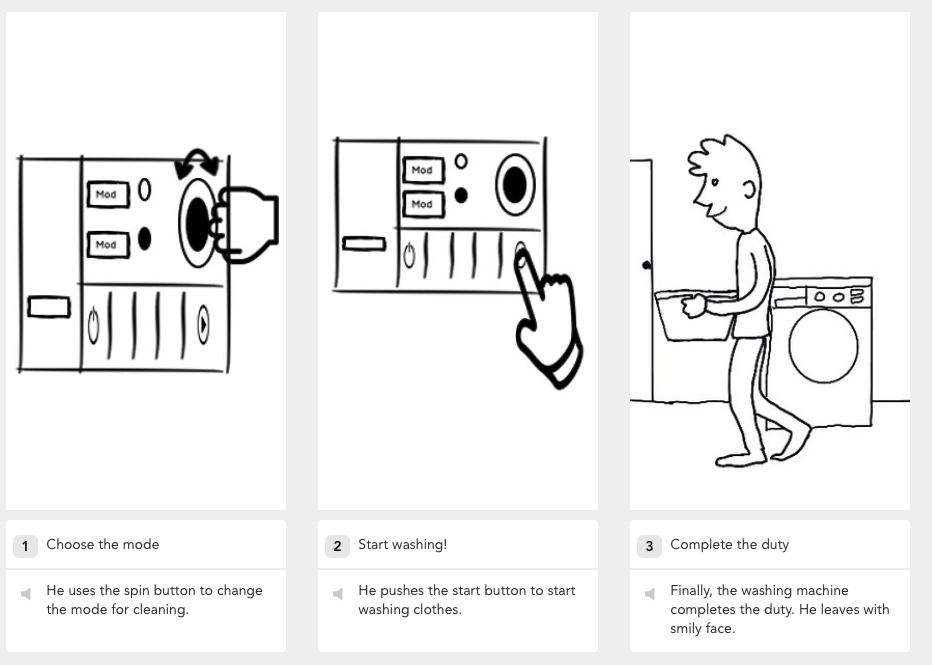 Mod
Mod
Mod
Mod
1 Choose the mode
He uses the spin button to change
the mode for cleaning.
2 Start washing!
He pushes the start button to start
washing clothes.
3 Complete the duty
Finally, the washing machine
completes the duty. He leaves with
smily face.